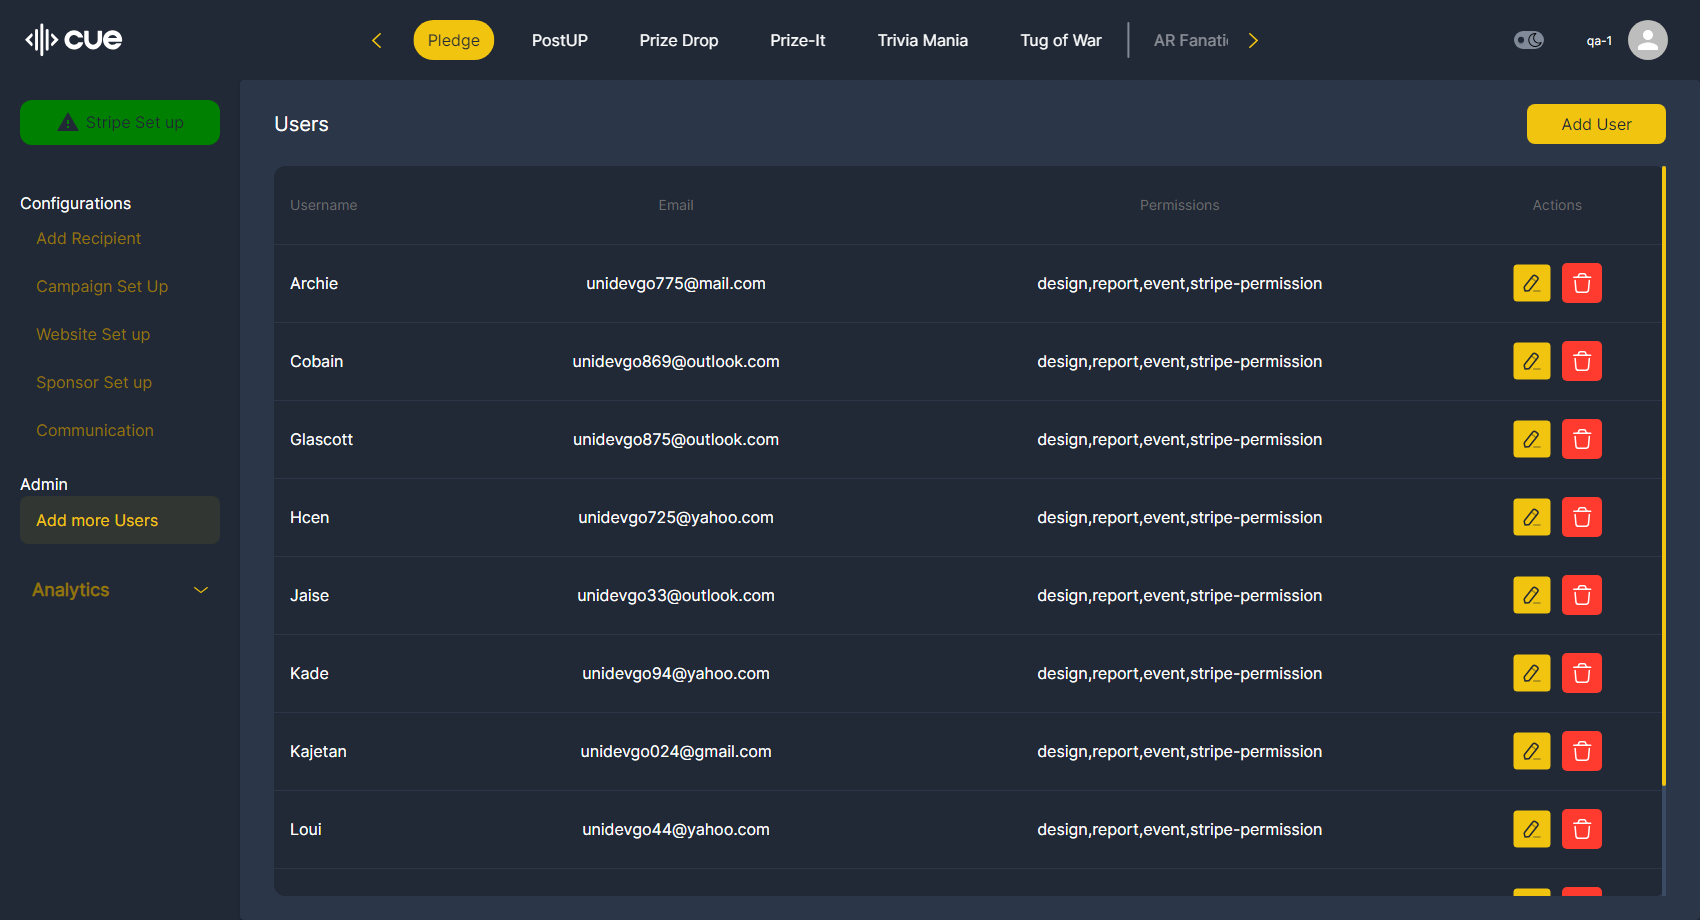 cue
Pledge
PostUP
Prize Drop
Prize-It
Trivia Mania
Tug of War
AR Fanati
qa-1
Stripe Set up
Users
Add User
Configurations
Add Recipient
Campaign Set Up
Website Set up
Sponsor Set up
Communication
Admin
Add more Users
Analytics
Username Email Permissions Actions
Archie unidevgo775@mail.com design,report,event,stripe-permission
Cobain unidevgo869@outlook.com design,report,event,stripe-permission
Glascott unidevgo875@outlook.com design,report,event,stripe-permission
Hcen unidevgo725@yahoo.com design,report,event,stripe-permission
Jaise unidevgo33@outlook.com design,report,event,stripe-permission
Kade unidevgo94@yahoo.com design,report,event,stripe-permission
Kajetan unidevgo024@gmail.com design,report,event,stripe-permission
Loui unidevgo44@yahoo.com design,report,event,stripe-permission